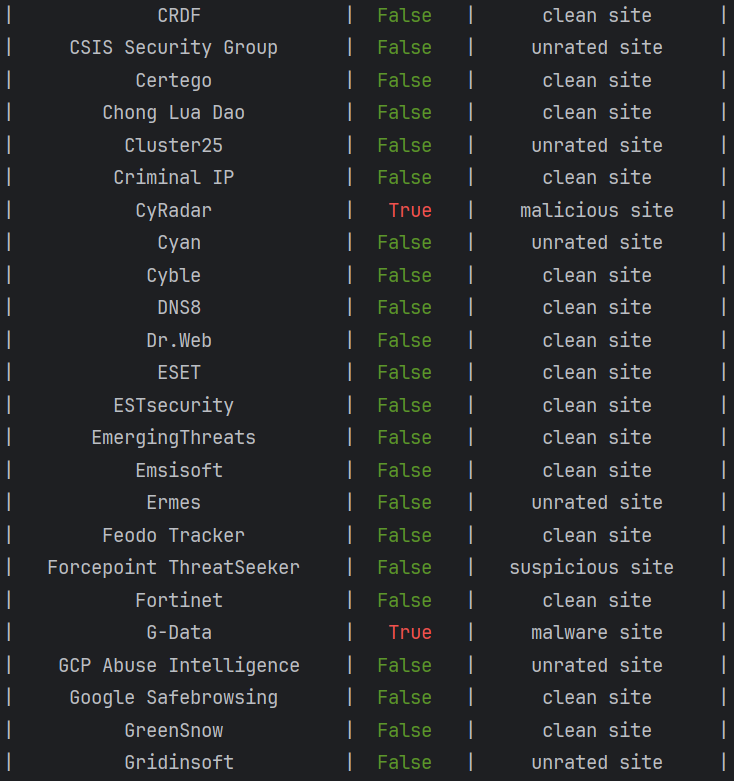 | CRDF | False | clean site |
| CSIS Security Group | False | unrated site |
| Certego | False | clean site |
| Chong Lua Dao | False | clean site |
| Cluster25 | False | unrated site |
| Criminal IP | False | clean site |
| CyRadar | True | malicious site |
| Cyan | False | unrated site |
| Cyble | False | clean site |
| DNS8 | False | clean site |
| Dr.Web | False | clean site |
| ESET | False | clean site |
| ESTsecurity | False | clean site |
| EmergingThreats | False | clean site |
| Emsisoft | False | clean site |
| Ermes | False | unrated site |
| Feodo Tracker | False | clean site |
| Forcepoint ThreatSeeker | False | suspicious site |
| Fortinet | False | clean site |
| G-Data | True | malware site |
| GCP Abuse Intelligence | False | unrated site |
| Google Safebrowsing | False | clean site |
| GreenSnow | False | clean site |
| Gridinsoft | False | unrated site |